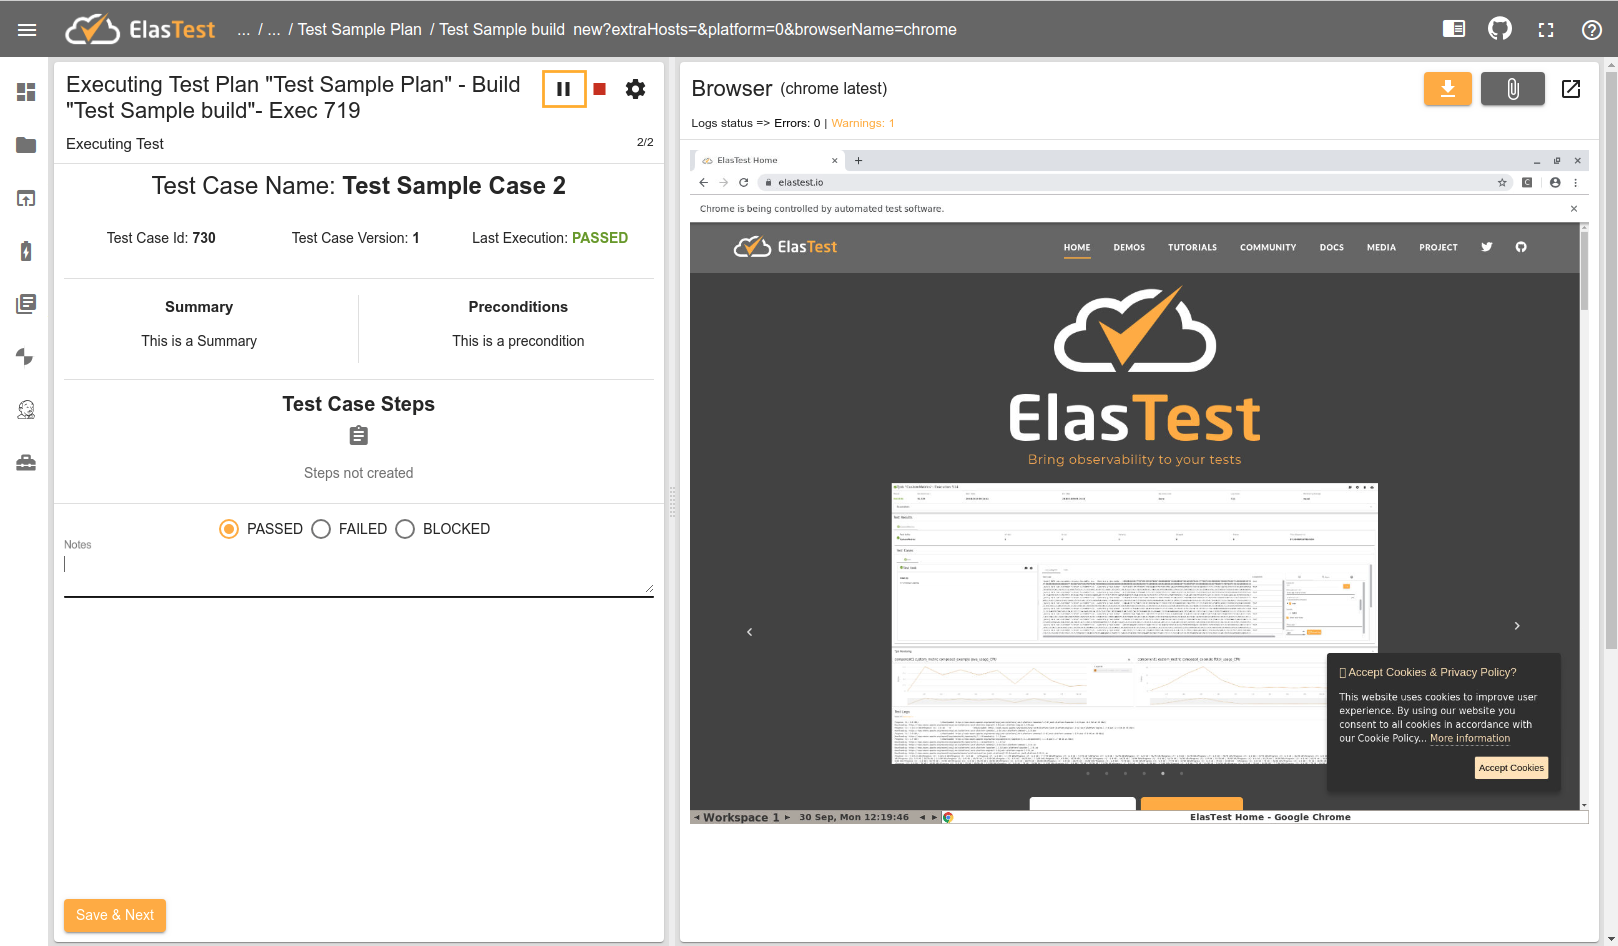 ElasTest
... / ... / Test Sample Plan / Test Sample build new?extraHosts=&platform=0&browserName=chrome
Executing Test Plan "Test Sample Plan" - Build
"Test Sample build"- Exec 719
Executing Test
2/2
Test Case Name: Test Sample Case 2
Test Case Id: 730
Test Case Version: 1
Last Execution: PASSED
Summary
Preconditions
This is a Summary
This is a precondition
Test Case Steps
Steps not created
PASSED
FAILED
BLOCKED
Notes
Save & Next
Browser (chrome latest)
Logs status => Errors: 0 | Warnings: 1
ElasTest Home
elastest.io
Chrome is being controlled by automated test software.
ElasTest
HOME
DEMOS
TUTORIALS
COMMUNITY
DOCS
MEDIA
PROJECT
ElasTest
Bring observability to your tests
Accept Cookies & Privacy Policy?
This website uses cookies to improve user
experience. By using our website you
consent to all cookies in accordance with
our Cookie Policy... More information
Accept Cookies
Workspace 1
30 Sep, Mon 12:19:46
ElasTest Home - Google Chrome